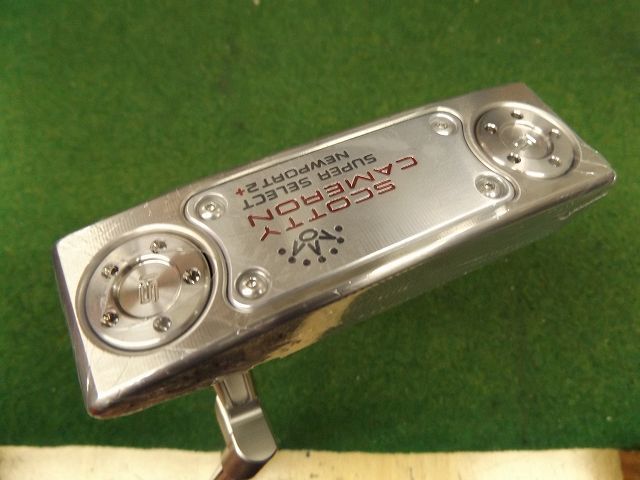 SCOTTY
CAMERON
SUPER SELECT
NEWPORT 2+